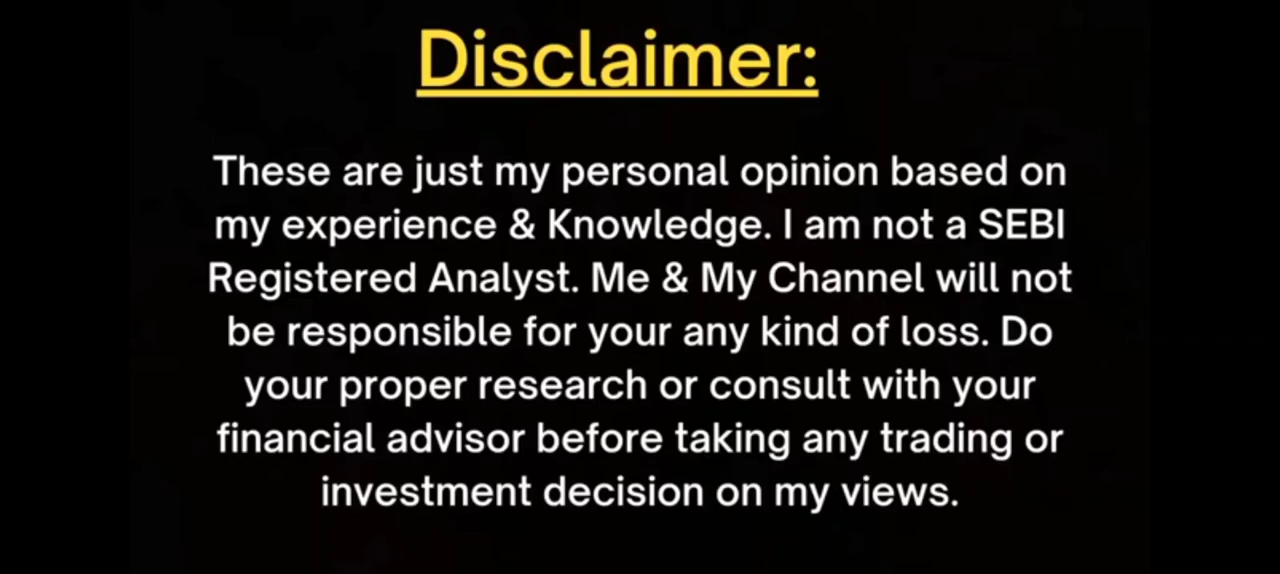 Disclaimer:
These are just my personal opinion based on
my experience & Knowledge. I am not a SEBI
Registered Analyst. Me & My Channel will not
be responsible for your any kind of loss. Do
your proper research or consult with your
financial advisor before taking any trading or
investment decision on my views.